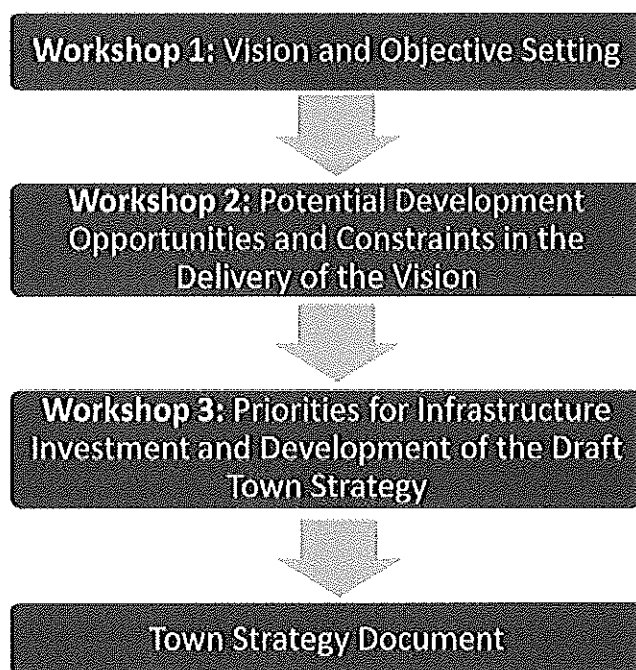 Workshop 1: Vision and Objective Setting
Workshop 2: Potential Development
Opportunities and Constraints in the
Delivery of the Vision
Workshop 3: Priorities for Infrastructure
Investment and Development of the Draft
Town Strategy
Town Strategy Document